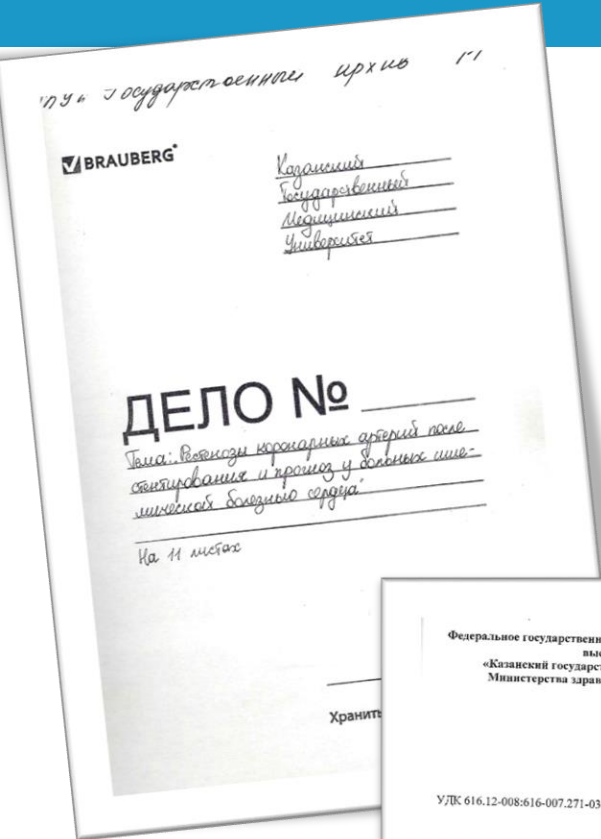 Государственный архив
BRAUBERG
Казанский
Государственный
Медицинский
Университет
ДЕЛО №
Тема: „Рестенозы коронарных артерий после
стентирования и прогноз у больных ише-
мической болезнью сердца"
На 11 листах
Хранить
Федеральное государственн
выс
«Казанский государст
Министерства здрав
УДК 616.12-008:616-007.271-03